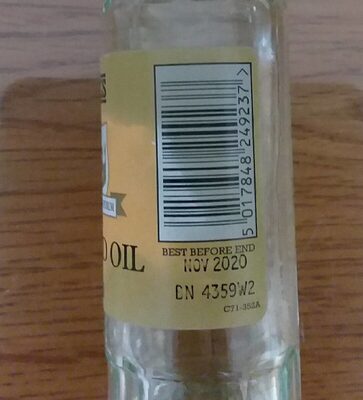 5 017848 249237 >
OIL
BEST BEFORE END
NOV 2020
DN 4359W2
C71-352A